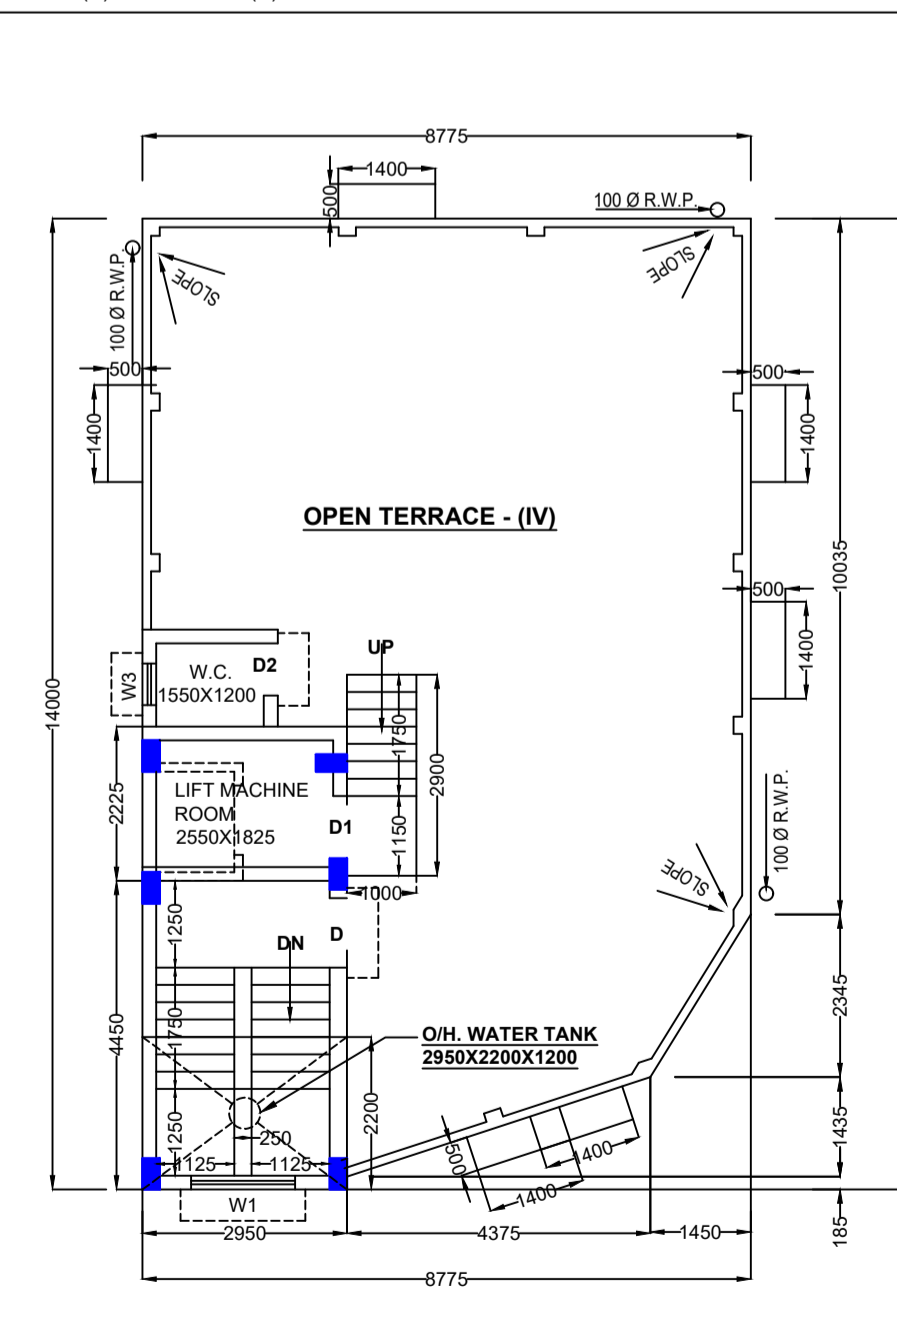 8775
1400
500
100 Ø R.W.P.
100 Ø R.W.P.
SLOPE
SLOPE
500
500
1400
1400
OPEN TERRACE - (IV)
10035
500
1400
14000
UP
D2
W.C.
1550X1200
W3
1750
2900
2225
LIFT MACHINE
ROOM
2550X1825
D1
1150
100 Ø R.W.P.
SLOPE
1000
1250
DN
D
2345
4450
1750
O/H. WATER TANK
2950X2200X1200
2200
1435
1250
250
1125
1125
500
1400
1400
W1
185
2950
4375
1450
8775